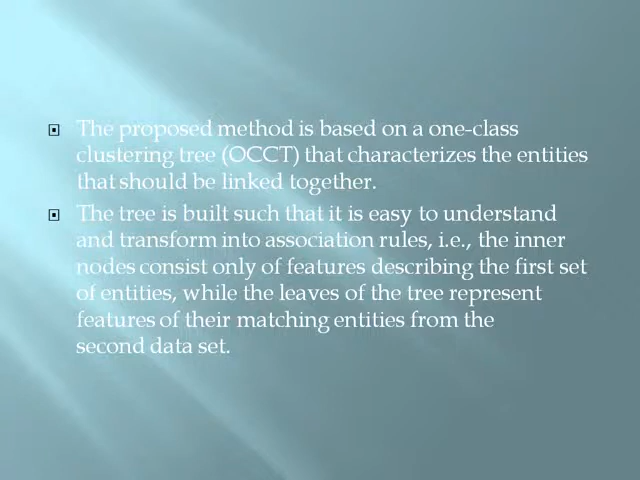 The proposed method is based on a one-class
clustering tree (OCCT) that characterizes the entities
that should be linked together.
The tree is built such that it is easy to understand
and transform into association rules, i.e., the inner
nodes consist only of features describing the first set
of entities, while the leaves of the tree represent
features of their matching entities from the
second data set.